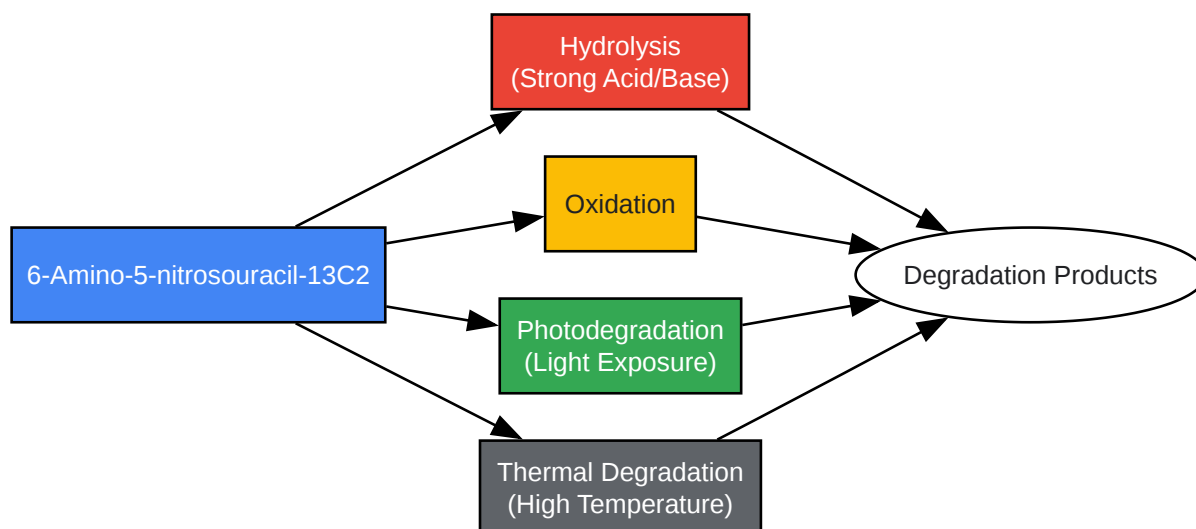 Hydrolysis
(Strong Acid/Base)
Oxidation
6-Amino-5-nitrosouracil-13C2
Degradation Products
Photodegradation
(Light Exposure)
Thermal Degradation
(High Temperature)